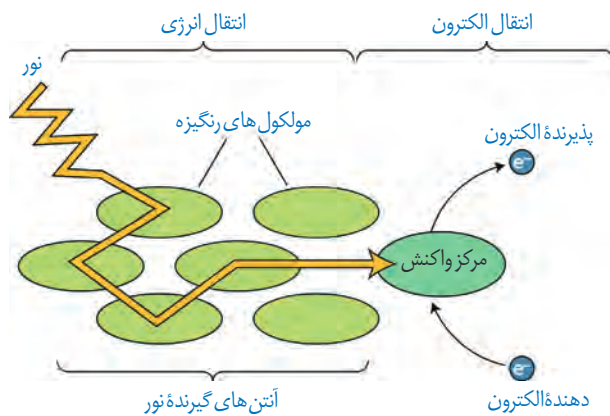 انتقال الکترون
انتقال انرژی
نور
مولکول‌های رنگیزه
پذیرندهٔ الکترون
e⁻
مرکز واکنش
e⁻
دهندهٔ الکترون
آنتن‌های گیرندهٔ نور